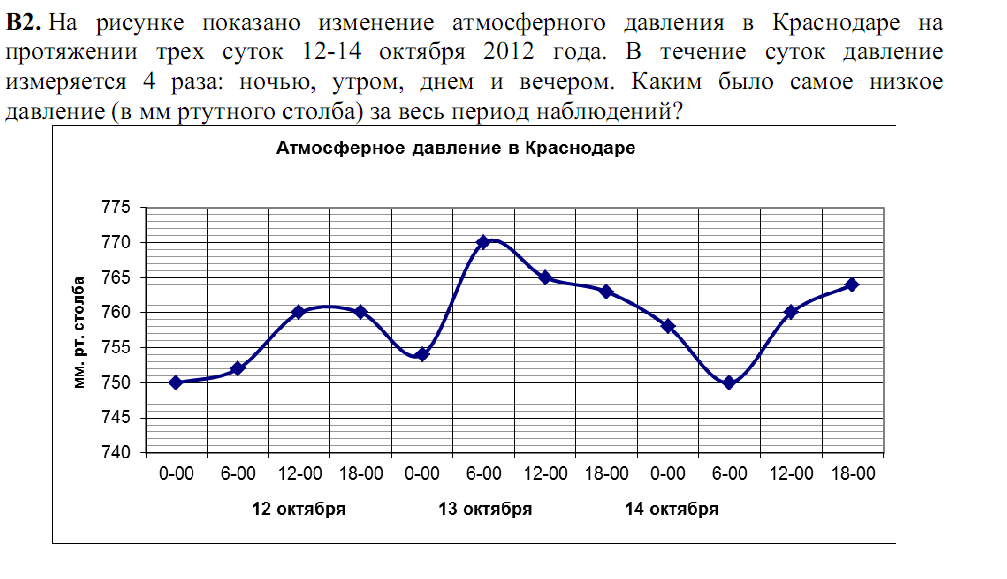 В2. На рисунке показано изменение атмосферного давления в Краснодаре на
протяжении трех суток 12-14 октября 2012 года. В течение суток давление
измеряется 4 раза: ночью, утром, днем и вечером. Каким было самое низкое
давление (в мм ртутного столба) за весь период наблюдений?
Атмосферное давление в Краснодаре
мм. рт. столба
775
770
765
760
755
750
745
740
0-00 6-00 12-00 18-00 0-00 6-00 12-00 18-00 0-00 6-00 12-00 18-00
12 октября 13 октября 14 октября